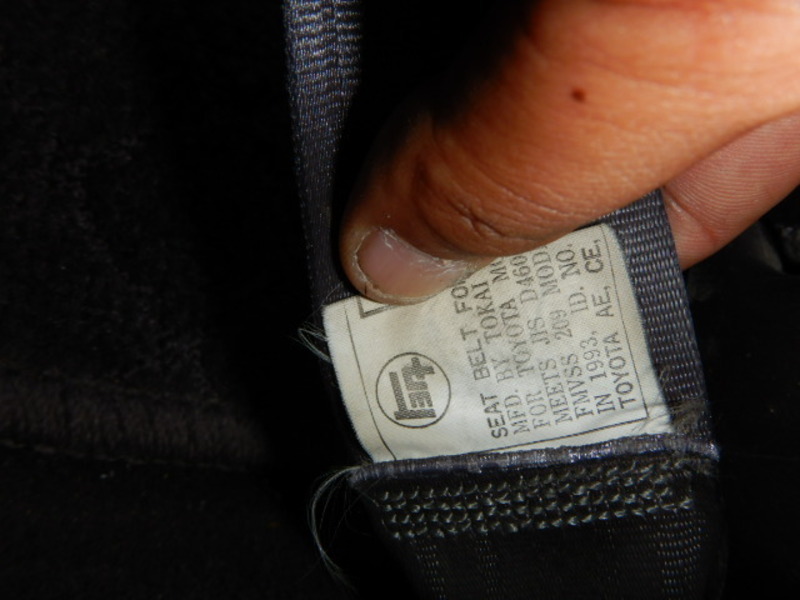 SEAT BELT FO
MFD. BY TOKAI
FOR TOYOTA M
MEETS JIS D460
FMVSS 209 MOD
IN 1993, ID. NO.
TOYOTA AE, CE,